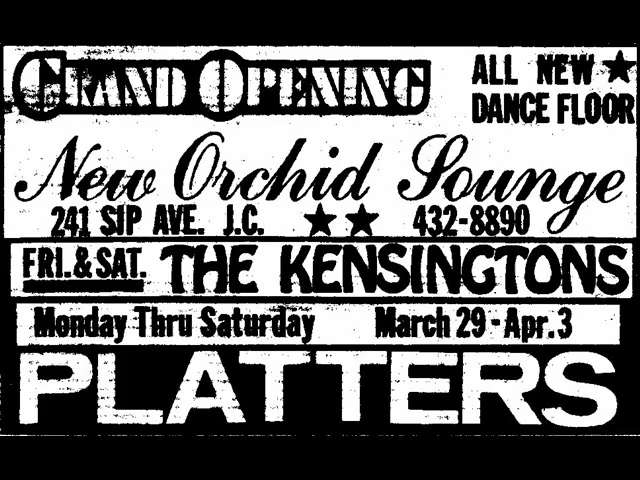 GRAND OPENING
ALL NEW ★
DANCE FLOOR
New Orchid Lounge
241 SIP AVE. J.C. ★★ 432-8890
FRI. & SAT. THE KENSINGTONS
Monday Thru Saturday March 29 - Apr. 3
PLATTERS